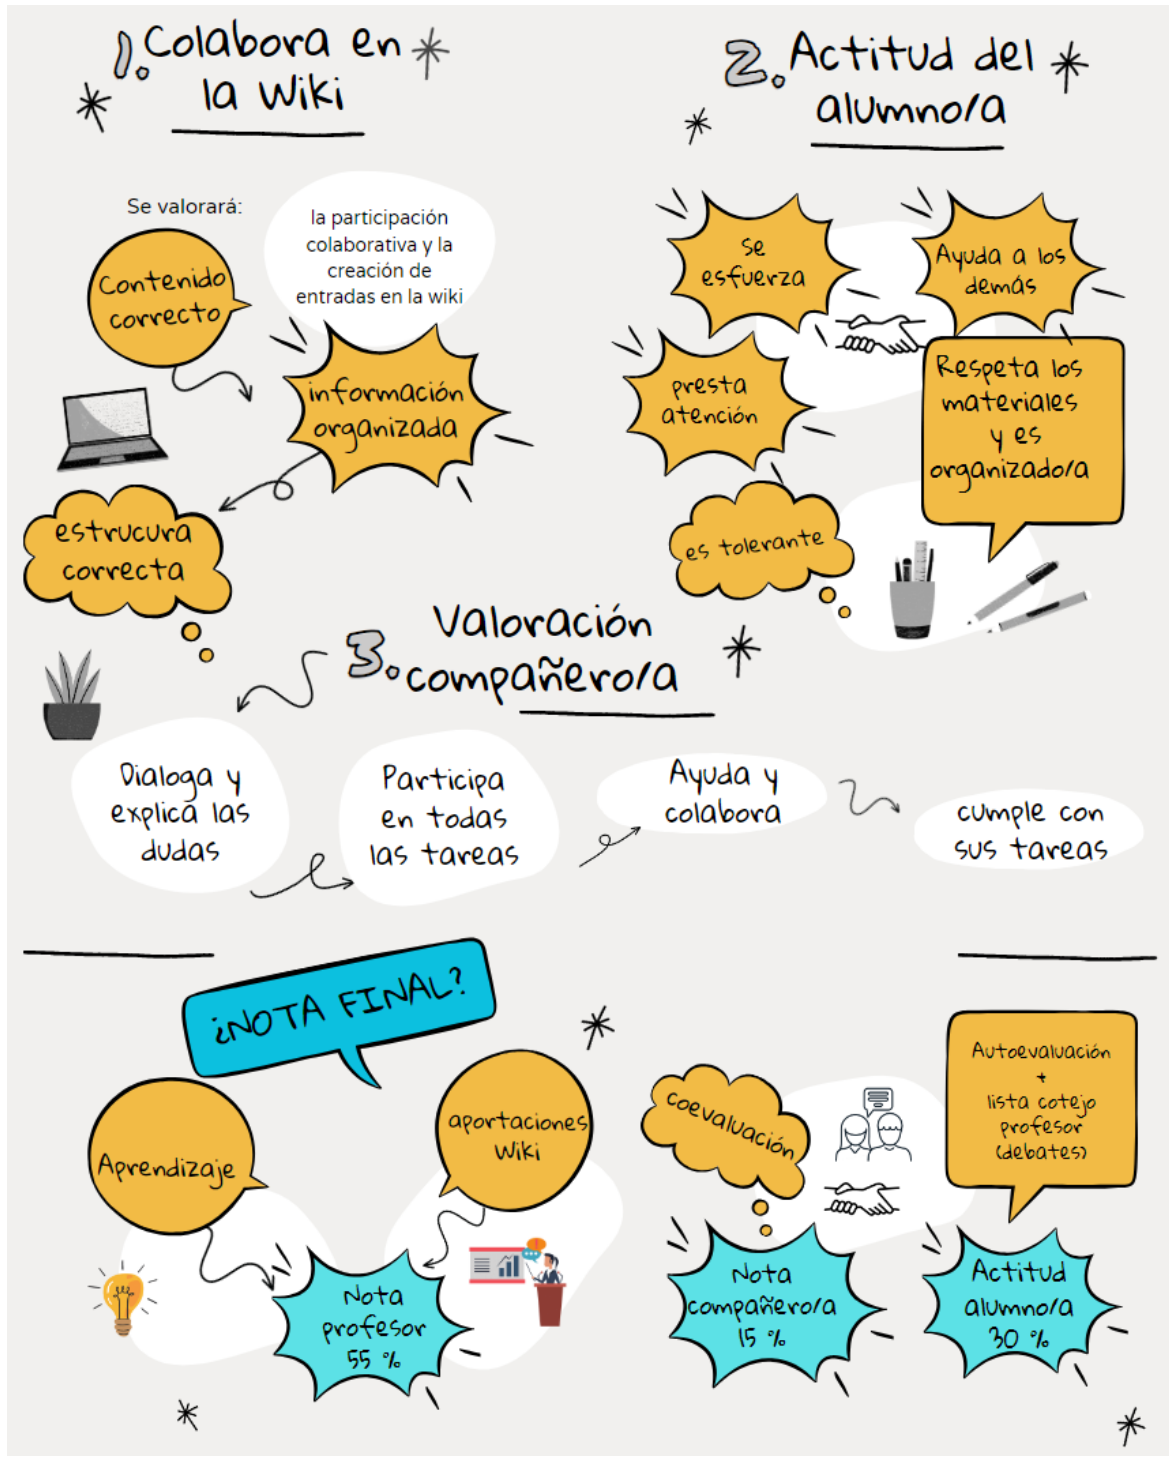 1. Colabora en
la Wiki
Se valorará:
Contenido
correcto
la participación
colaborativa y la
creación de
entradas en la wiki
información
organizada
estrucura
correcta
2. Actitud del
alumno/a
Se
esfuerza
Ayuda a los
demás
presta
atención
Respeta los
materiales
y es
organizado/a
es tolerante
3. Valoración
compañero/a
Dialoga y
explica las
dudas
Participa
en todas
las tareas
Ayuda y
colabora
cumple con
sus tareas
¿NOTA FINAL?
Aprendizaje
aportaciones
Wiki
Nota
profesor
55 %
coevaluación
Nota
compañero/a
15 %
Autoevaluación
+
lista cotejo
profesor
(debates)
Actitud
alumno/a
30 %